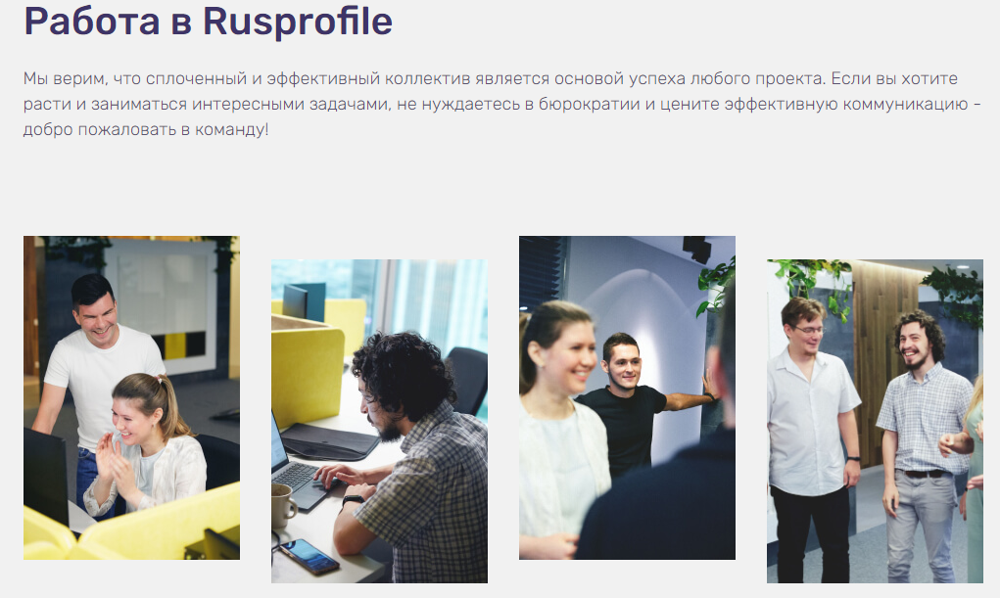 Работа в Rusprofile
Мы верим, что сплоченный и эффективный коллектив является основой успеха любого проекта. Если вы хотите
расти и заниматься интересными задачами, не нуждаетесь в бюрократии и цените эффективную коммуникацию -
добро пожаловать в команду!